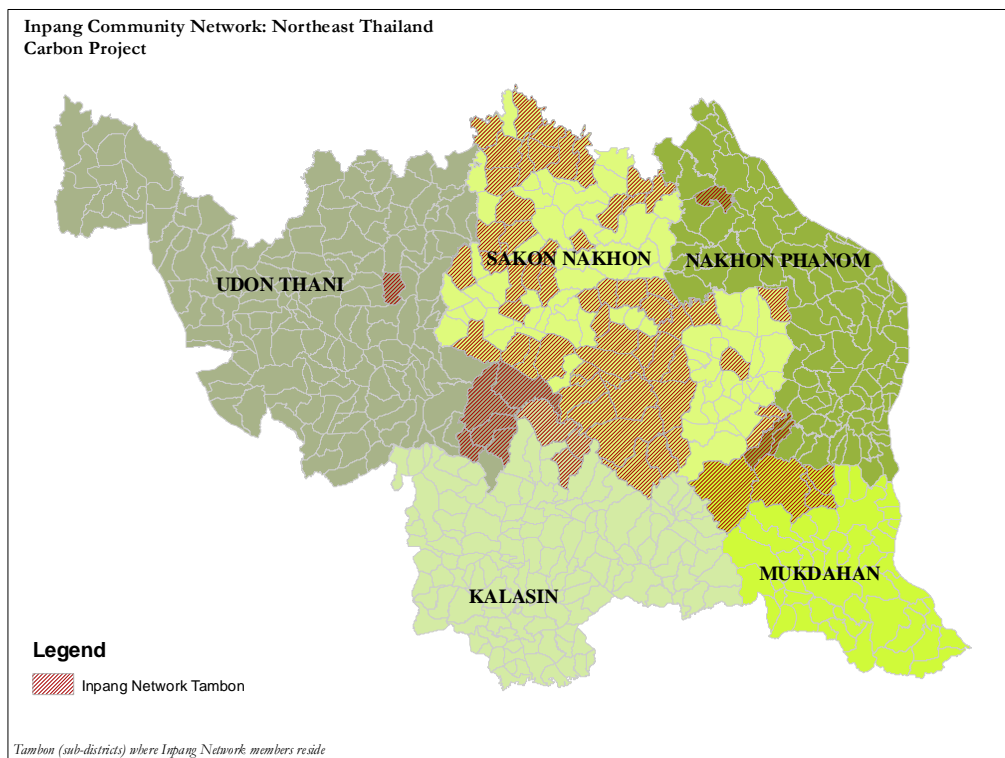 Inpang Community Network: Northeast Thailand
Carbon Project
SAKON NAKHON
NAKHON PHANOM
UDON THANI
MUKDAHAN
KALASIN
Legend
Inpang Network Tambon
Tambon (sub-districts) where Inpang Network members reside